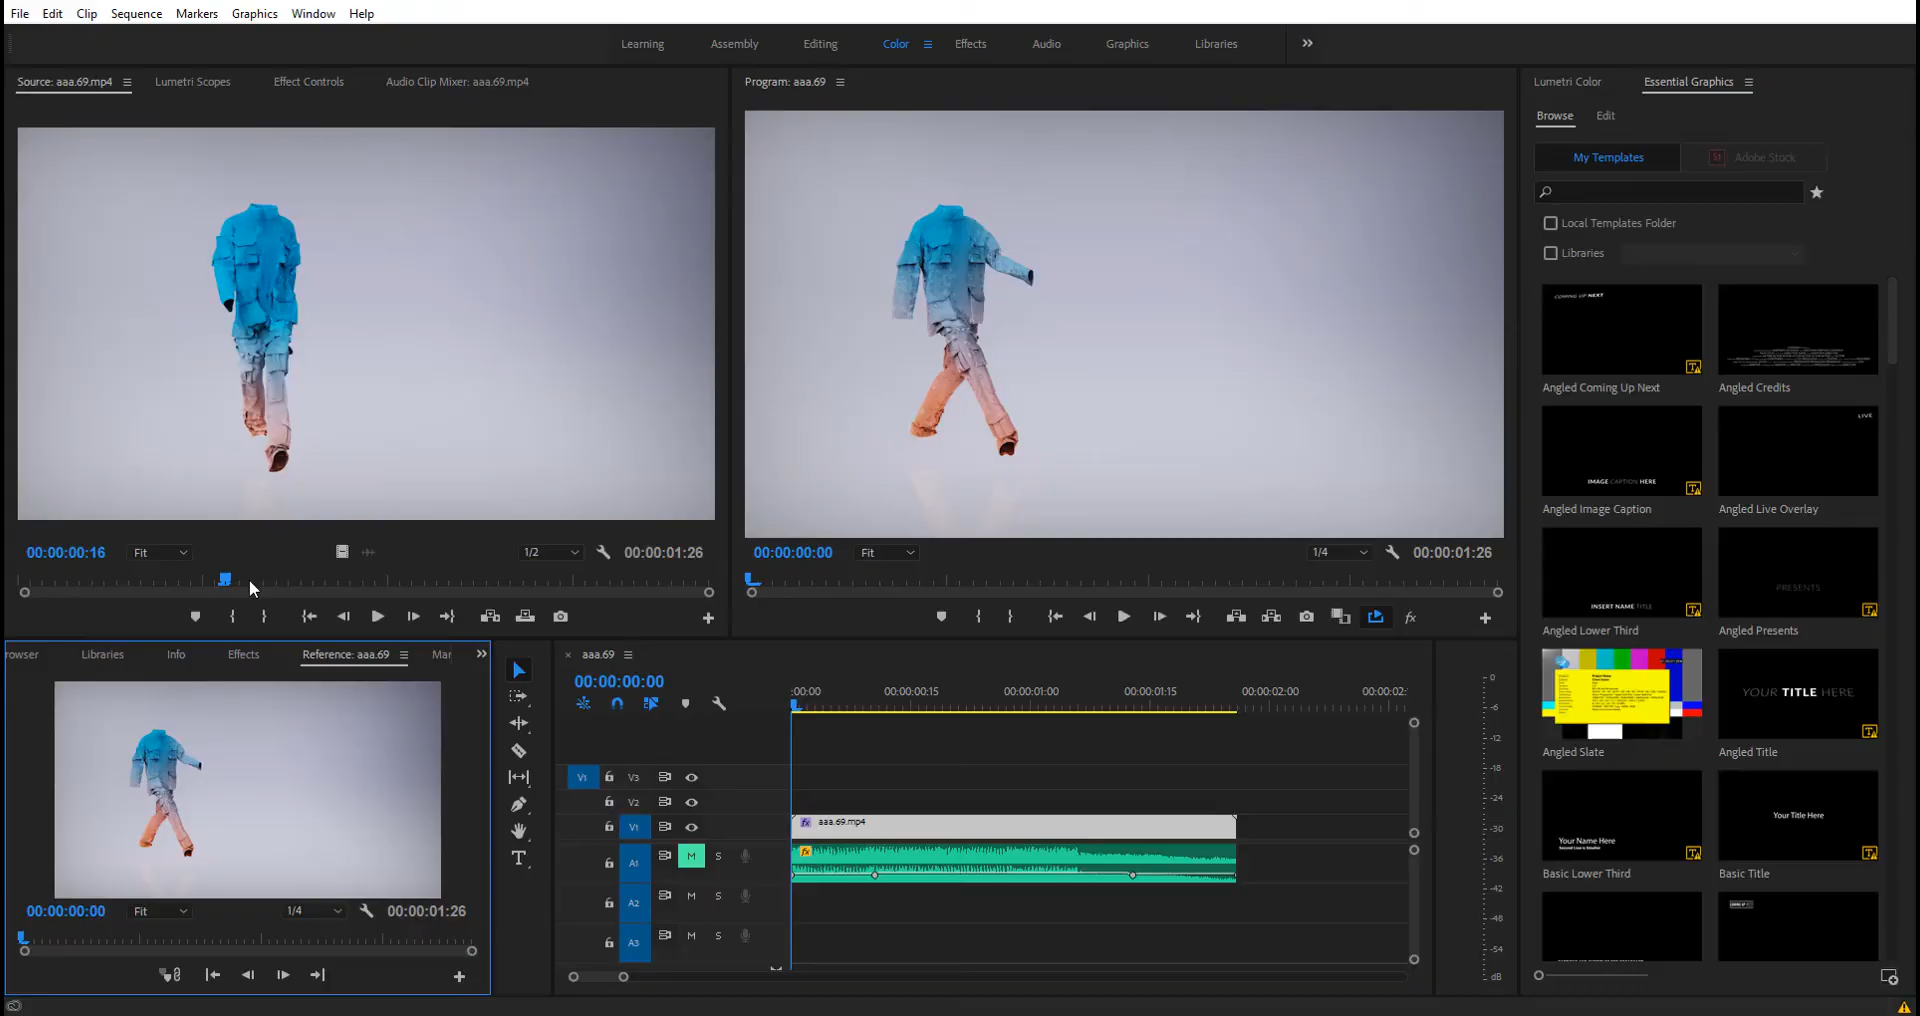 File Edit Clip Sequence Markers Graphics Window Help
Learning Assembly Editing Color Effects Audio Graphics Libraries
Source: aaa.69.mp4 Lumetri Scopes Effect Controls Audio Clip Mixer: aaa.69.mp4
Program: aaa.69
Lumetri Color Essential Graphics
Browse Edit
My Templates St Adobe Stock
Local Templates Folder
Libraries
COMING UP NEXT
Angled Coming Up Next Angled Credits
LIVE
IMAGE CAPTION HERE
Angled Image Caption Angled Live Overlay
INSERT NAME TITLE
PRESENTS
Angled Lower Third Angled Presents
YOUR TITLE HERE
Angled Slate Angled Title
Your Name Here
Your Title Here
Basic Lower Third Basic Title
00:00:00:16 Fit 1/2 00:00:01:26
00:00:00:00 Fit 1/4 00:00:01:26
fx
rowser Libraries Info Effects Reference: aaa.69 Mar
00:00:00:00 Fit 1/4 00:00:01:26
× aaa.69
00:00:00:00
:00:00 00:00:00:15 00:00:01:00 00:00:01:15 00:00:02:00 00:00:02:
V1 V3
V2
V1 fx aaa.69.mp4
A1 M S fx
A2 M S
A3 M S
0
-6
-12
-18
-24
-30
-36
-42
-48
-54
dB